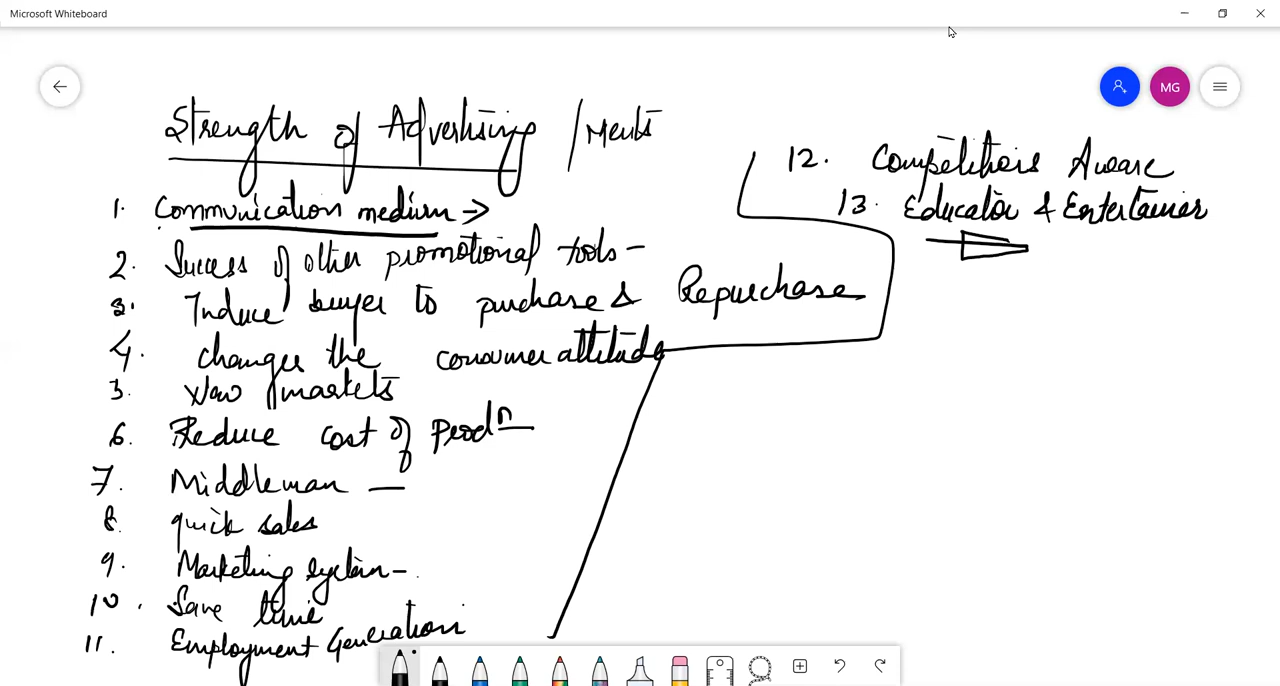 Microsoft Whiteboard
MG
Strength of Advertising /Merits
1. Communication medium →
2. Success of other promotional tools -
3. Induce buyer to purchase & Repurchase
4. changes the consumer attitude
5. New markets
6. Reduce cost of prodn
7. Middleman —
8. quick sales
9. Marketing system -
10. Save time
11. Employment Generation
12. Competitors Aware
13. Educator & Entertainer